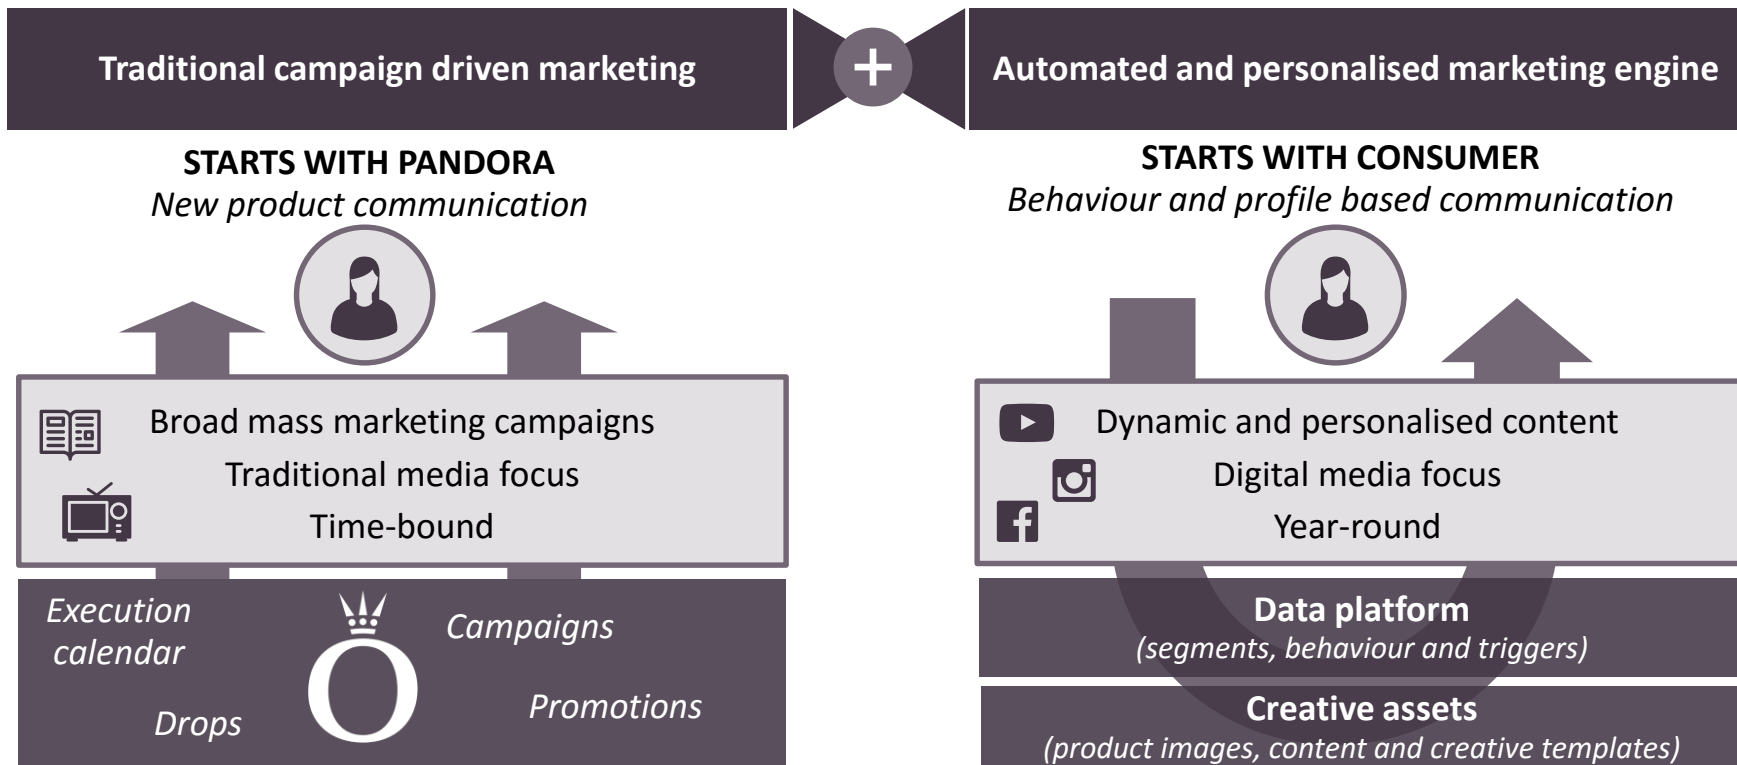 Traditional campaign driven marketing
+
Automated and personalised marketing engine
STARTS WITH PANDORA
New product communication
Broad mass marketing campaigns
Traditional media focus
Time-bound
Execution
calendar
Campaigns
Drops
Promotions
STARTS WITH CONSUMER
Behaviour and profile based communication
Dynamic and personalised content
Digital media focus
Year-round
Data platform
(segments, behaviour and triggers)
Creative assets
(product images, content and creative templates)